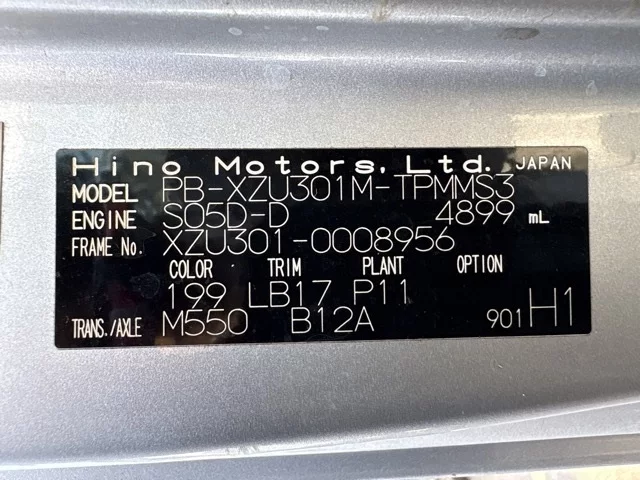 Hino Motors, Ltd. JAPAN
MODEL PB-XZU301M-TPMMS3
ENGINE S05D-D 4899 mL
FRAME No. XZU301-0008956
COLOR TRIM PLANT OPTION
199 LB17 P11
TRANS./AXLE M550 B12A 901 H1